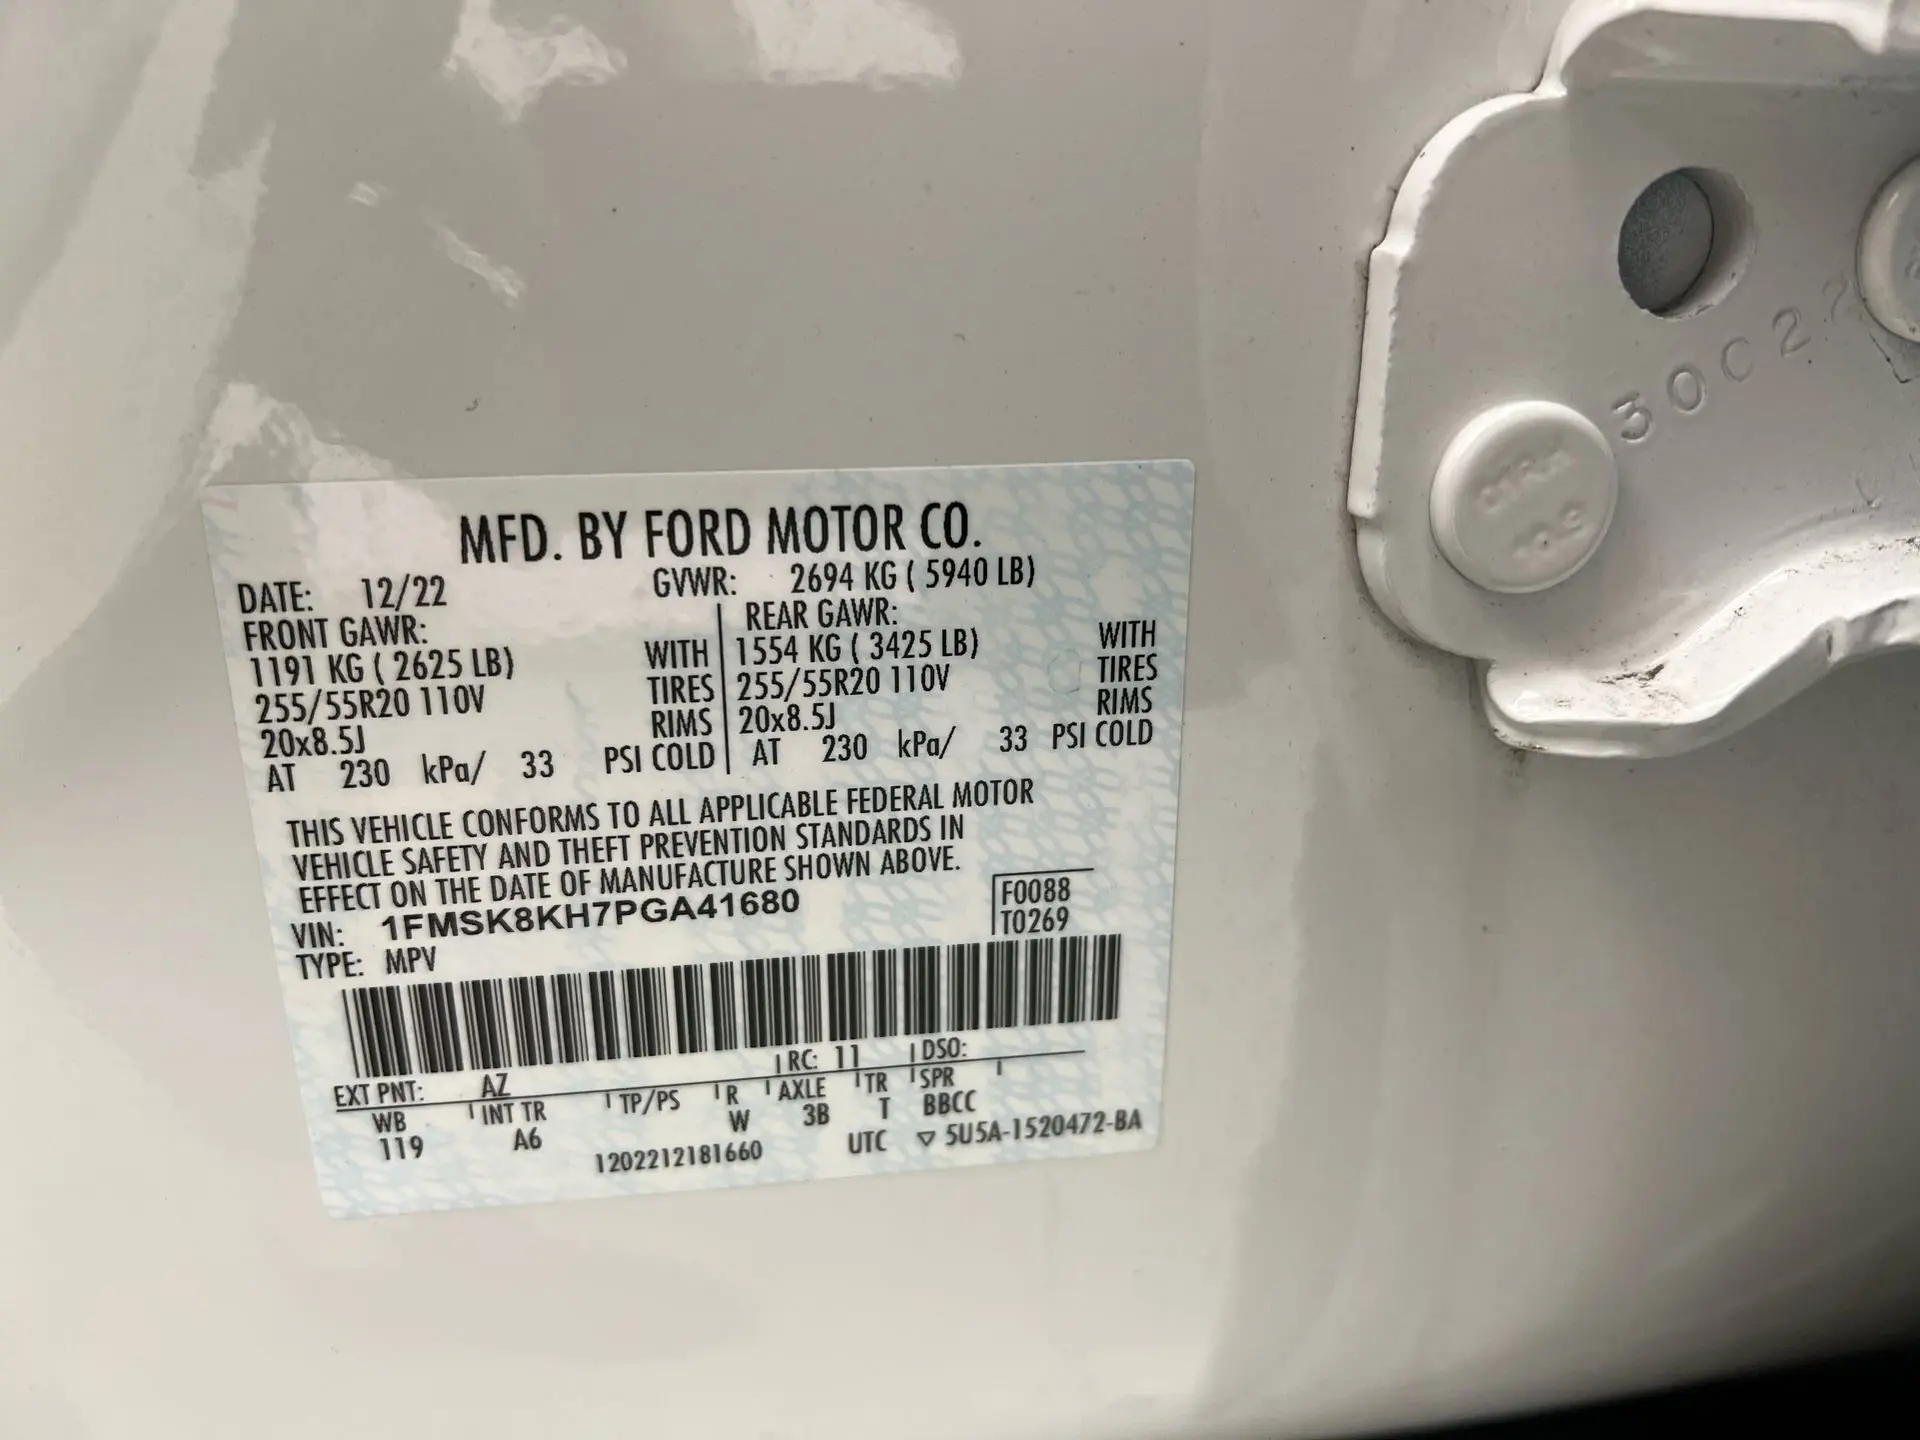 MFD. BY FORD MOTOR CO.
DATE: 12/22 GVWR: 2694 KG ( 5940 LB)
FRONT GAWR: REAR GAWR:
1191 KG ( 2625 LB) WITH 1554 KG ( 3425 LB) WITH
255/55R20 110V TIRES 255/55R20 110V TIRES
20x8.5J RIMS 20x8.5J RIMS
AT 230 kPa/ 33 PSI COLD AT 230 kPa/ 33 PSI COLD
THIS VEHICLE CONFORMS TO ALL APPLICABLE FEDERAL MOTOR
VEHICLE SAFETY AND THEFT PREVENTION STANDARDS IN
EFFECT ON THE DATE OF MANUFACTURE SHOWN ABOVE.
VIN: 1FMSK8KH7PGA41680 F0088
TYPE: MPV T0269
EXT PNT: AZ RC: 11 DSO:
WB INT TR TP/PS R AXLE TR SPR
119 A6 W 3B T BBCC
1202212181660 UTC ▽ 5U5A-1520472-BA